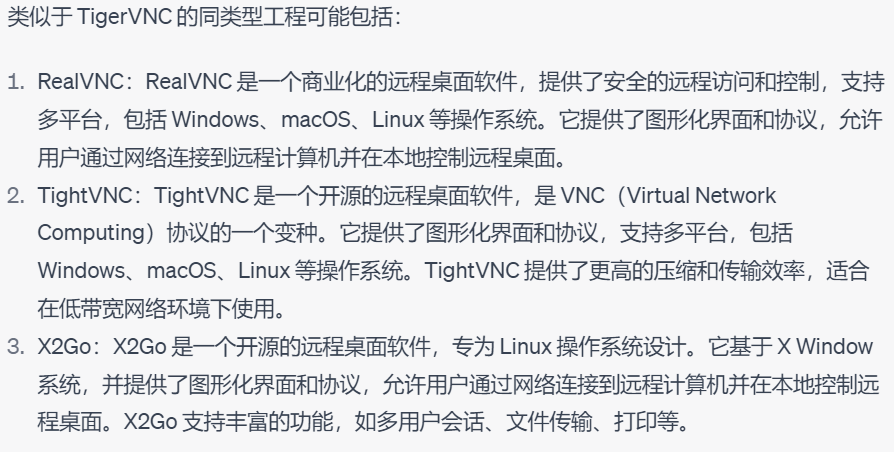 类似于 TigerVNC 的同类型工程可能包括：
1. RealVNC：RealVNC 是一个商业化的远程桌面软件，提供了安全的远程访问和控制，支持
多平台，包括 Windows、macOS、Linux 等操作系统。它提供了图形化界面和协议，允许
用户通过网络连接到远程计算机并在本地控制远程桌面。
2. TightVNC：TightVNC 是一个开源的远程桌面软件，是 VNC（Virtual Network
Computing）协议的一个变种。它提供了图形化界面和协议，支持多平台，包括
Windows、macOS、Linux 等操作系统。TightVNC 提供了更高的压缩和传输效率，适合
在低带宽网络环境下使用。
3. X2Go：X2Go 是一个开源的远程桌面软件，专为 Linux 操作系统设计。它基于 X Window
系统，并提供了图形化界面和协议，允许用户通过网络连接到远程计算机并在本地控制远
程桌面。X2Go 支持丰富的功能，如多用户会话、文件传输、打印等。